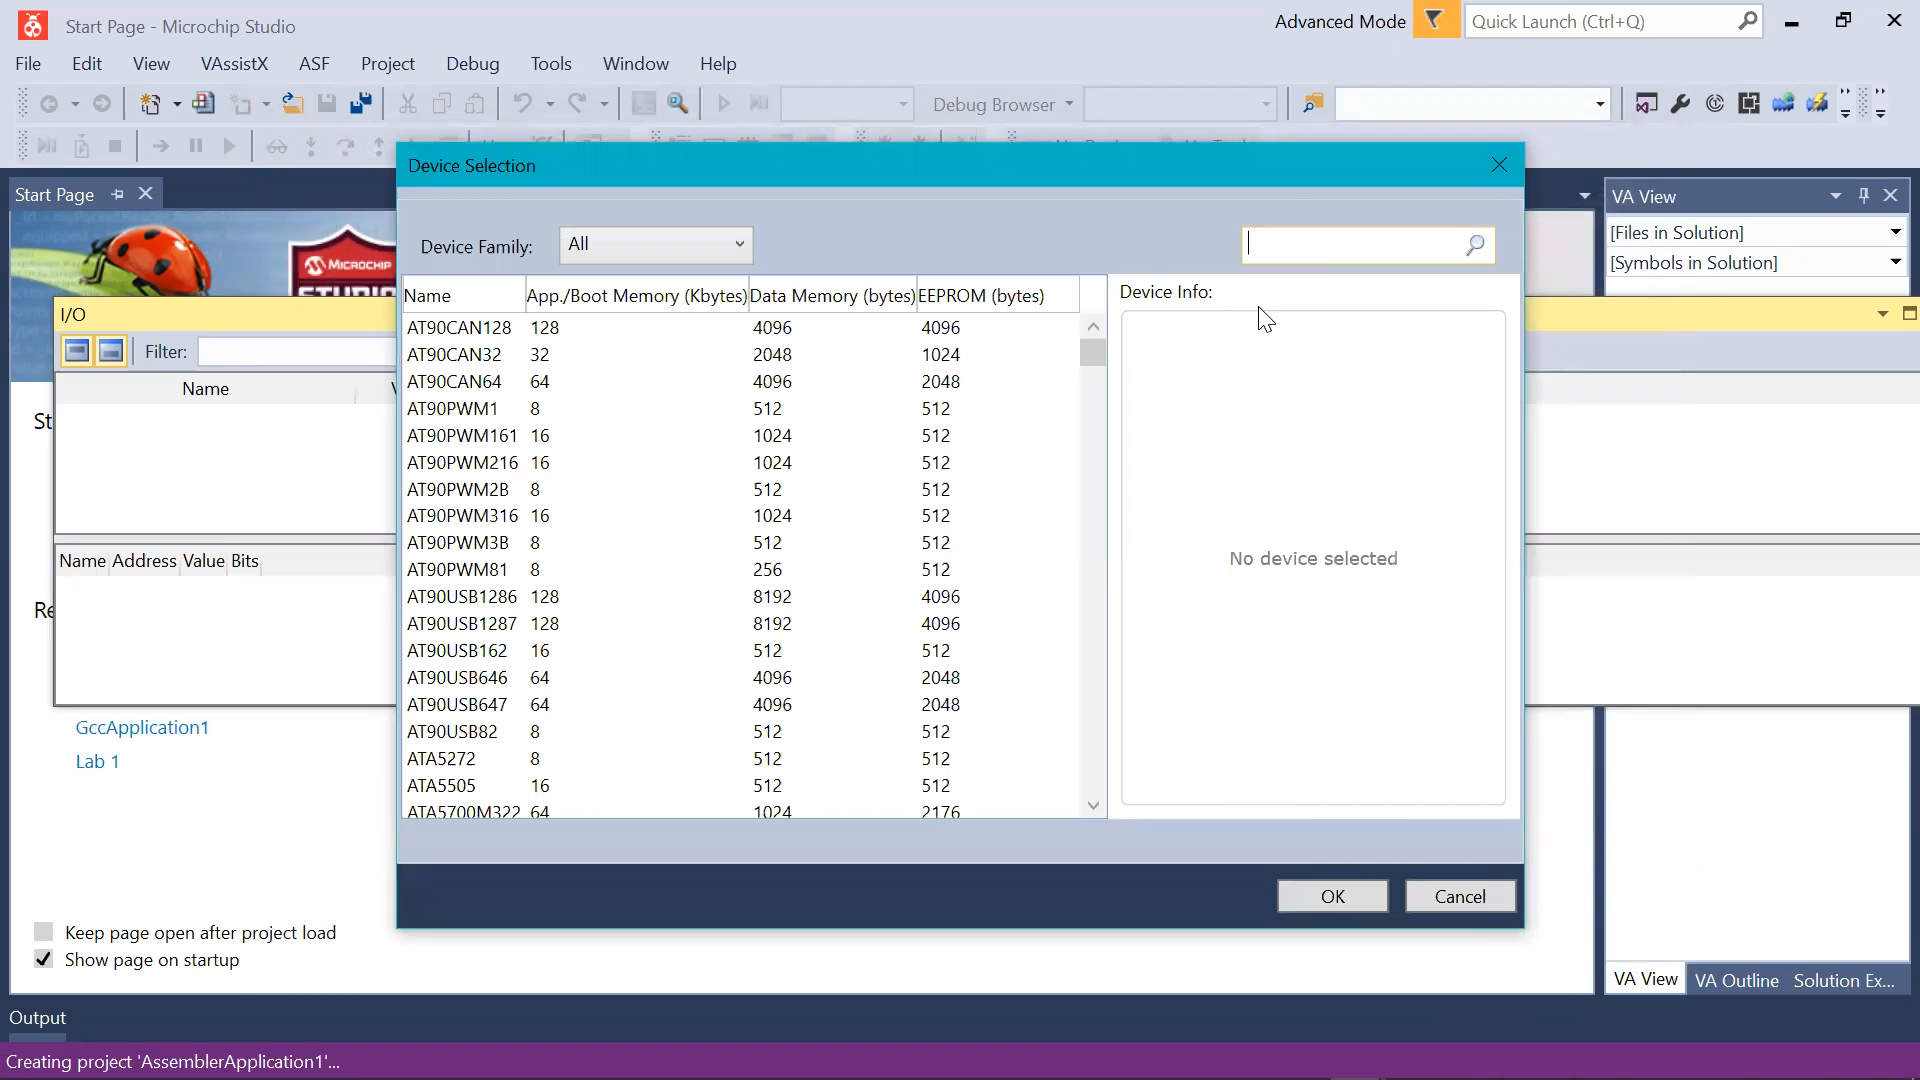 Start Page - Microchip Studio
Advanced Mode
Quick Launch (Ctrl+Q)
File Edit View VAssistX ASF Project Debug Tools Window Help
Debug Browser
Start Page
Device Selection
VA View
Device Family: All
[Files in Solution]
[Symbols in Solution]
MICROCHIP
I/O
Filter:
Name
Name App./Boot Memory (Kbytes) Data Memory (bytes) EEPROM (bytes)
Device Info:
AT90CAN128 128 4096 4096
AT90CAN32 32 2048 1024
AT90CAN64 64 4096 2048
AT90PWM1 8 512 512
AT90PWM161 16 1024 512
AT90PWM216 16 1024 512
AT90PWM2B 8 512 512
AT90PWM316 16 1024 512
AT90PWM3B 8 512 512
AT90PWM81 8 256 512
AT90USB1286 128 8192 4096
AT90USB1287 128 8192 4096
AT90USB162 16 512 512
AT90USB646 64 4096 2048
AT90USB647 64 4096 2048
AT90USB82 8 512 512
ATA5272 8 512 512
ATA5505 16 512 512
ATA5700M322 64 1024 2176
No device selected
Name Address Value Bits
GccApplication1
Lab 1
OK Cancel
Keep page open after project load
Show page on startup
VA View VA Outline Solution Ex...
Output
Creating project 'AssemblerApplication1'...